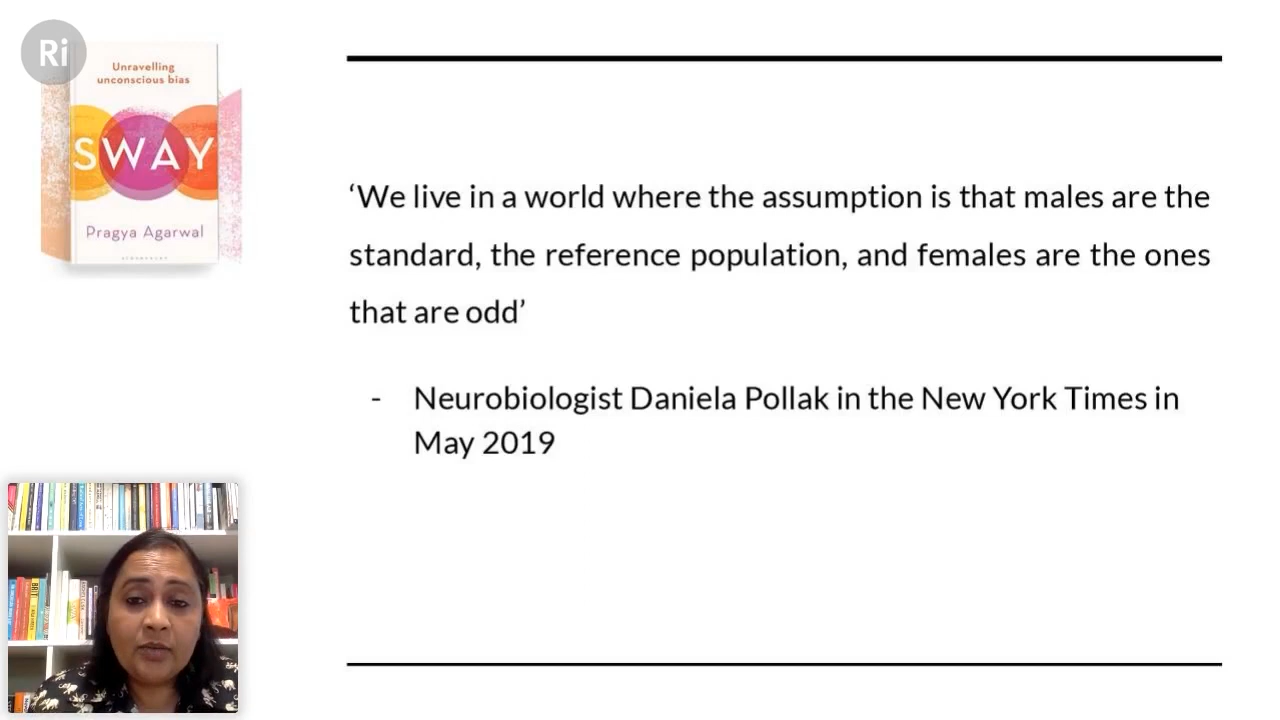 Ri
Unravelling
unconscious bias
SWAY
Pragya Agarwal
‘We live in a world where the assumption is that males are the
standard, the reference population, and females are the ones
that are odd’
- Neurobiologist Daniela Pollak in the New York Times in
May 2019